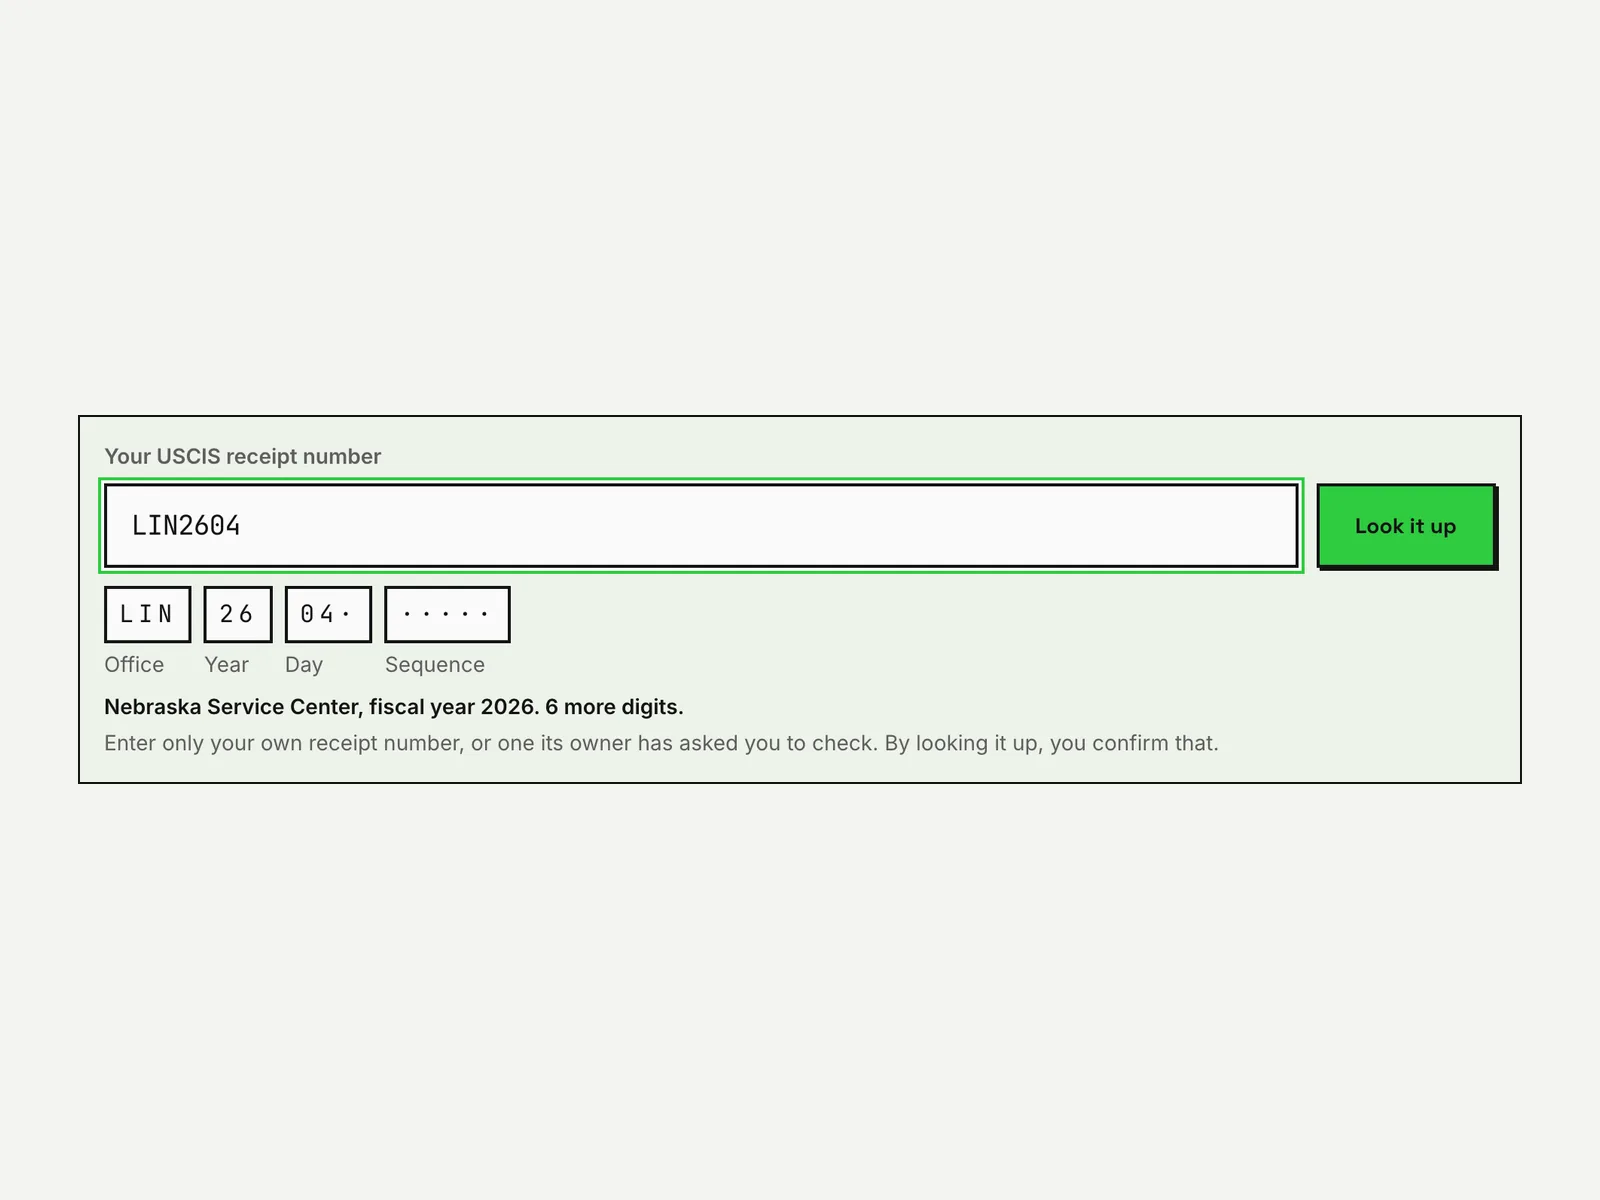 Your USCIS receipt number
LIN2604
Look it up
LIN 26 04· ·····
Office Year Day Sequence
Nebraska Service Center, fiscal year 2026. 6 more digits.
Enter only your own receipt number, or one its owner has asked you to check. By looking it up, you confirm that.